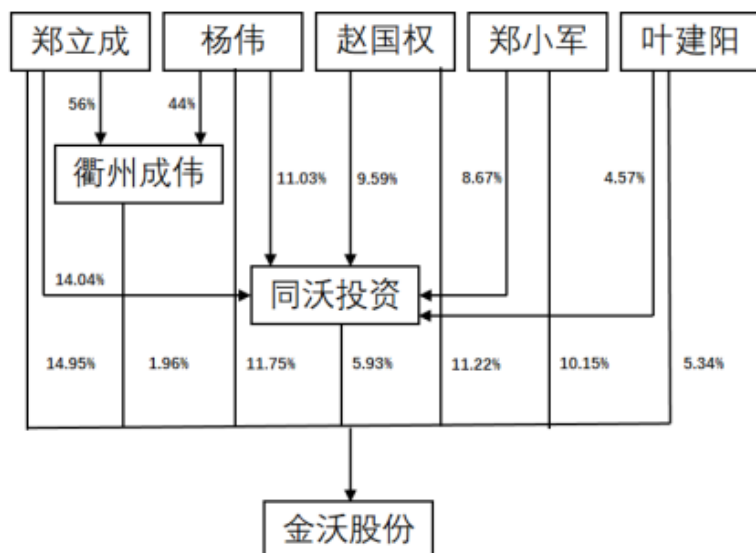 郑立成
杨伟
赵国权
郑小军
叶建阳
56%
44%
衢州成伟
11.03%
9.59%
8.67%
4.57%
14.04%
同沃投资
14.95%
1.96%
11.75%
5.93%
11.22%
10.15%
5.34%
金沃股份